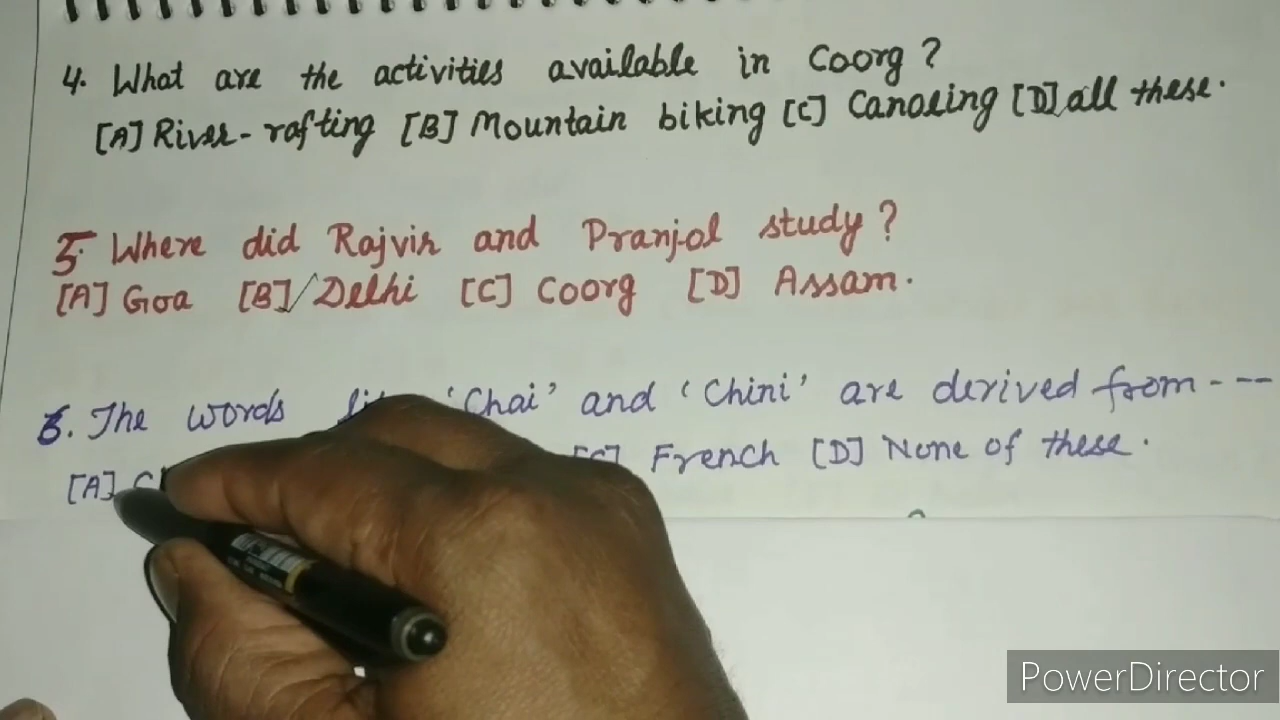 4. What are the activities available in Coorg?
[A] River-rafting [B] Mountain biking [C] Canoeing [D] all these.
5. Where did Rajvir and Pranjol study?
[A] Goa [B] Delhi [C] Coorg [D] Assam.
6. The words 'Chai' and 'Chini' are derived from ---
[A] [C] French [D] None of these.
PowerDirector